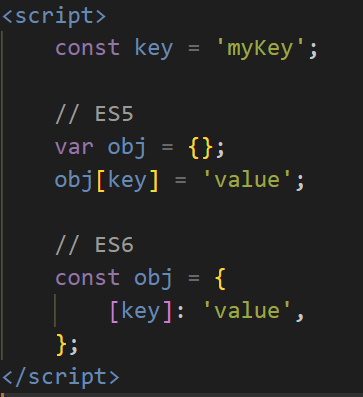 <script>
const key = 'myKey';
// ES5
var obj = {};
obj[key] = 'value';
// ES6
const obj = {
[key]: 'value',
};
</script>